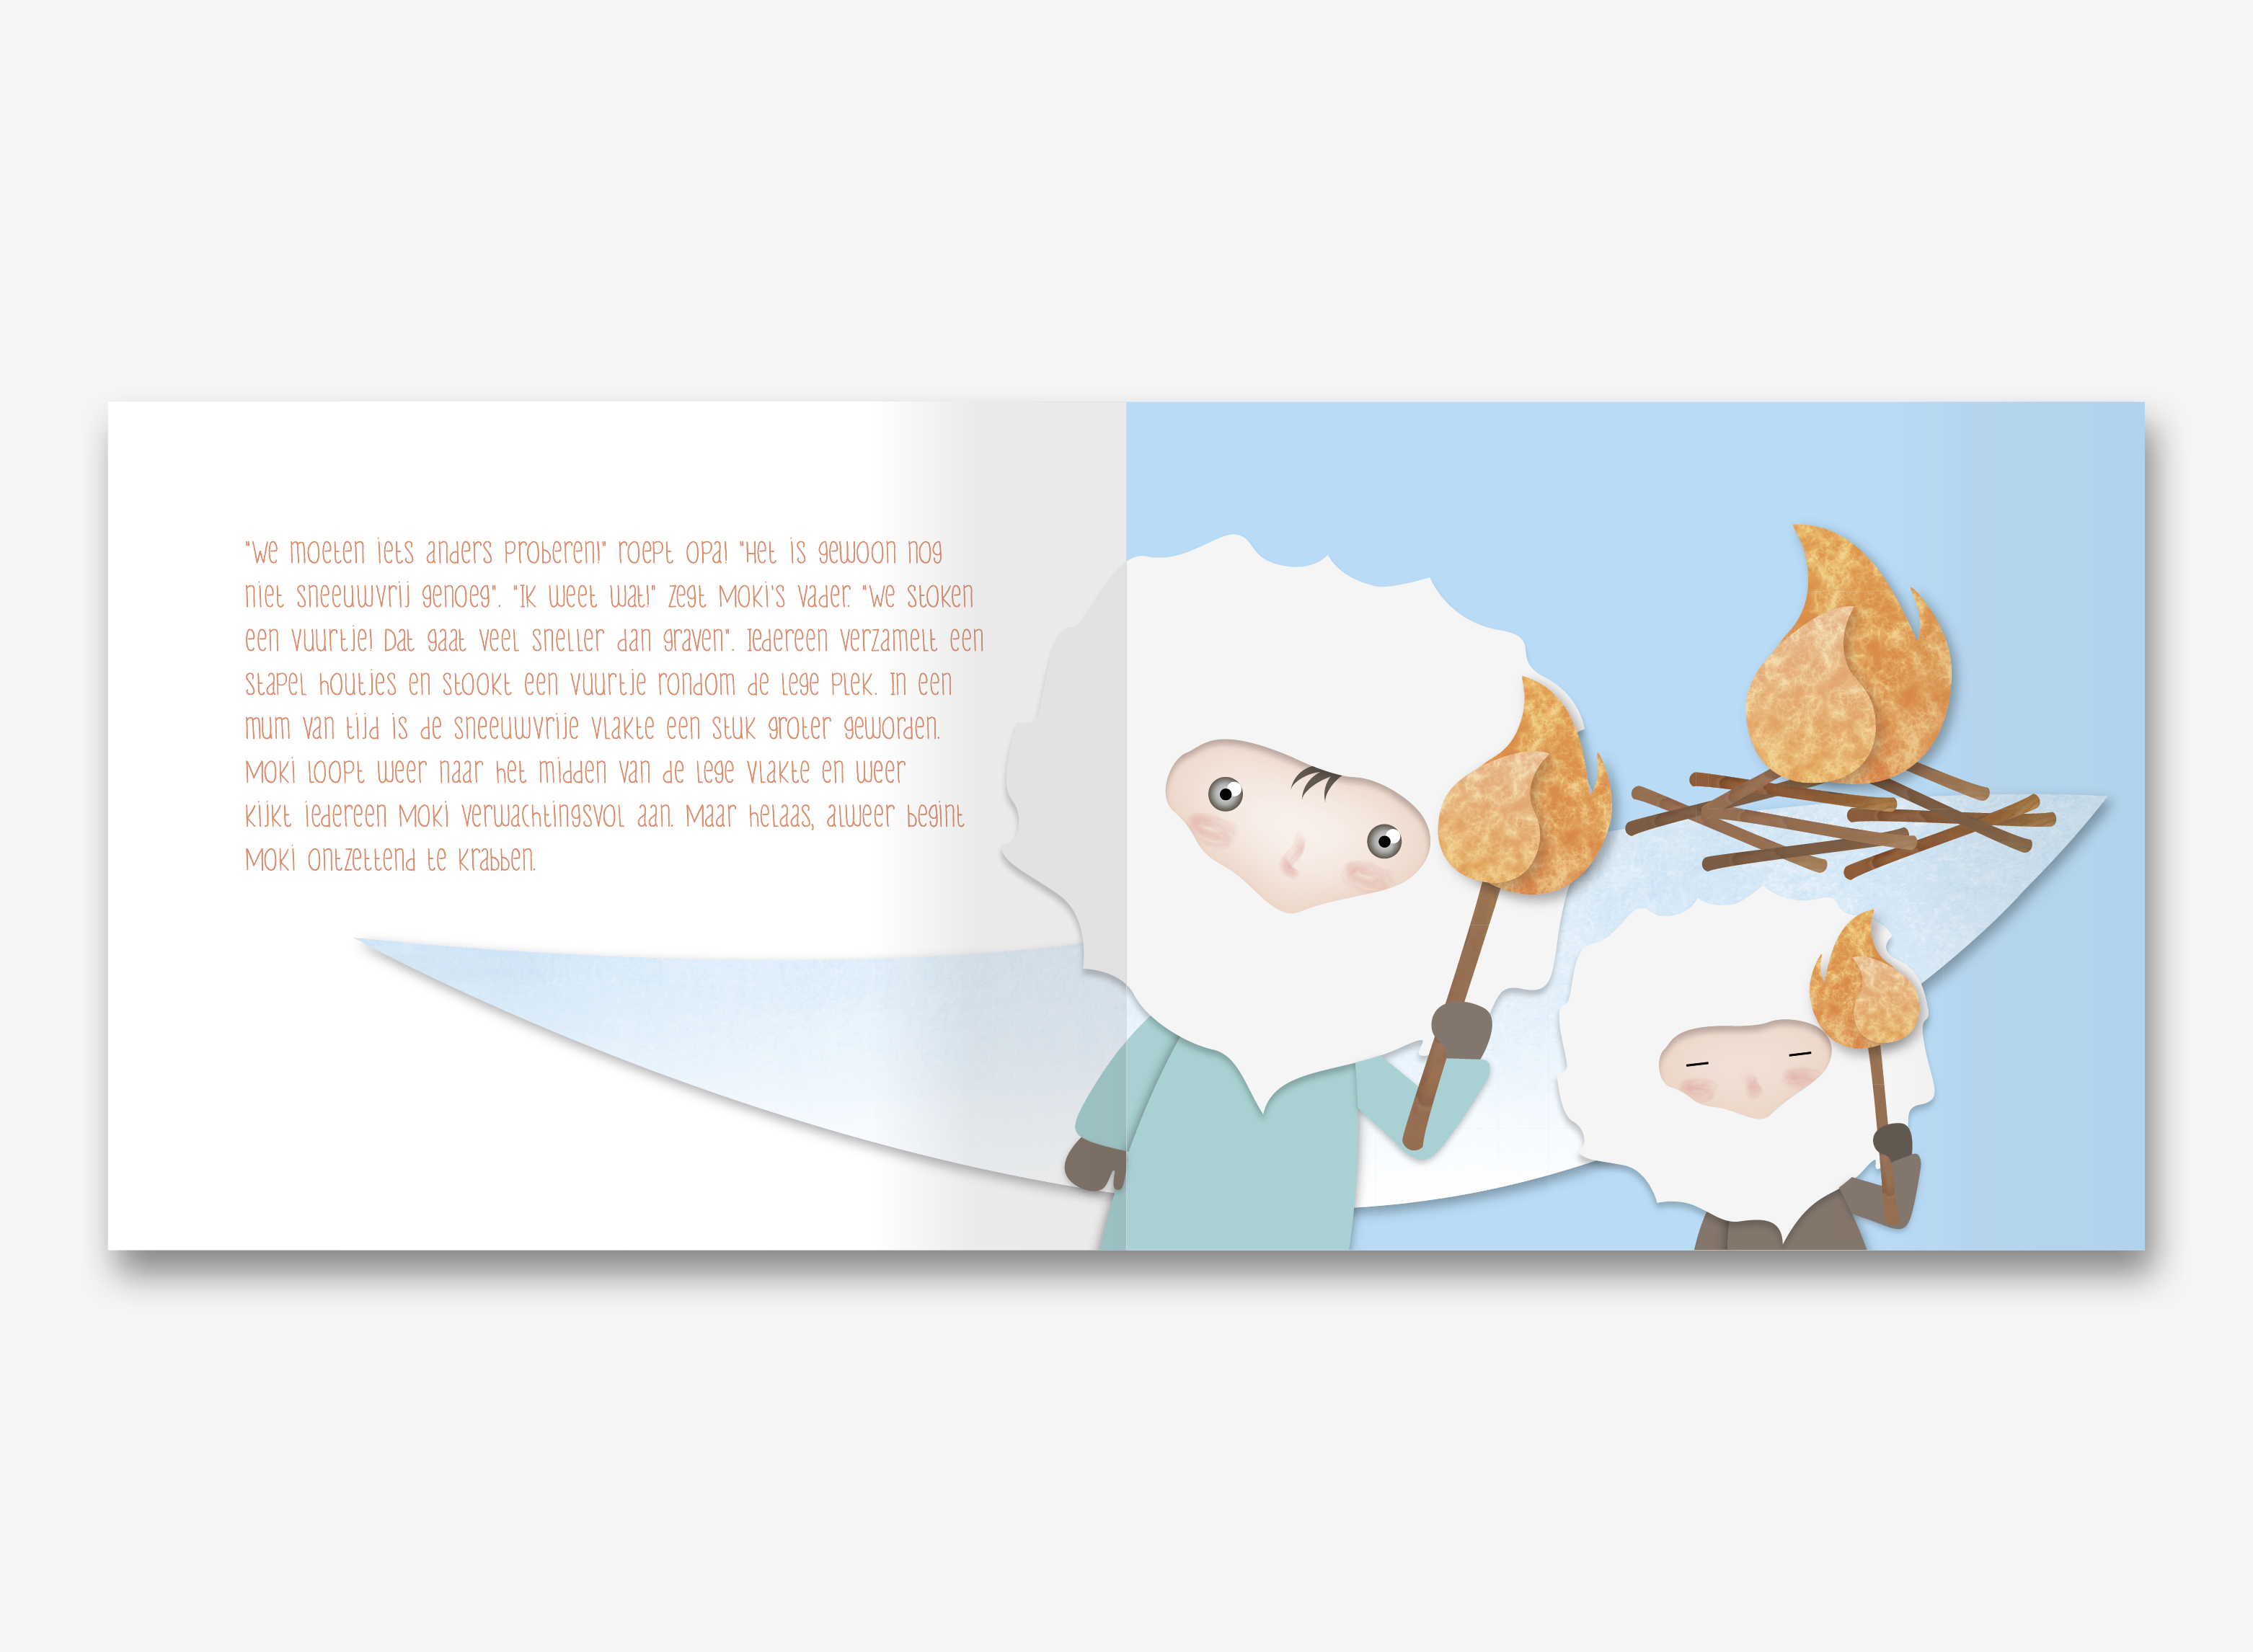 "We moeten iets anders proberen!" roept opa! "Het is gewoon nog
niet sneeuwvrij genoeg". "Ik weet wat!" zegt Moki's vader. "We stoken
een vuurtje! Dat gaat veel sneller dan graven". Iedereen verzamelt een
stapel houtjes en stookt een vuurtje rondom de lege plek. In een
mum van tijd is de sneeuwvrije vlakte een stuk groter geworden.
Moki loopt weer naar het midden van de lege vlakte en weer
kijkt iedereen Moki verwachtingsvol aan. Maar helaas, alweer begint
Moki ontzettend te krabben.